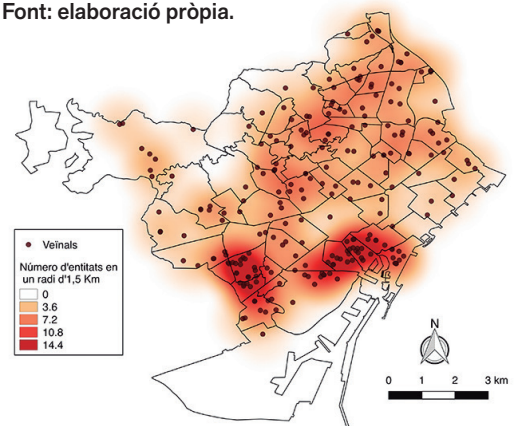 Font: elaboració pròpia.
Veïnals
Número d'entitats en
un radi d'1,5 Km
0
3.6
7.2
10.8
14.4
N
0 1 2 3 km